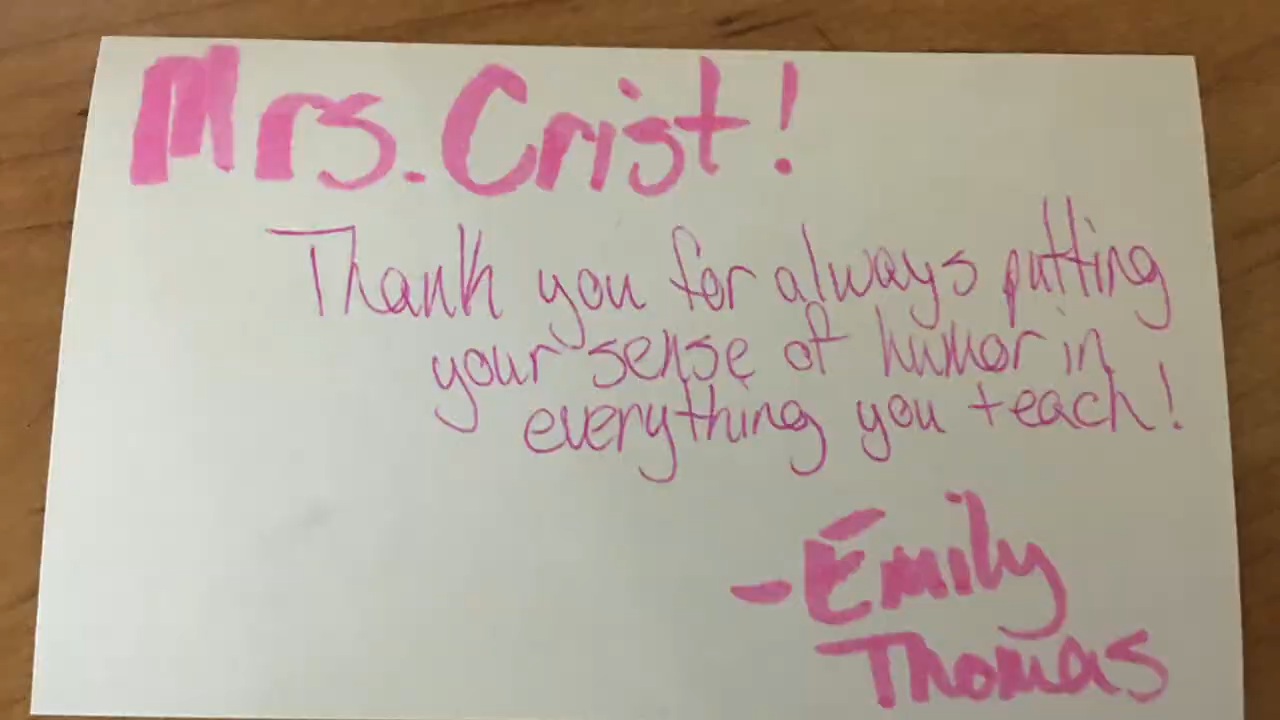 Mrs. Crist!
Thank you for always putting
your sense of humor in
everything you teach!
-Emily
Thomas